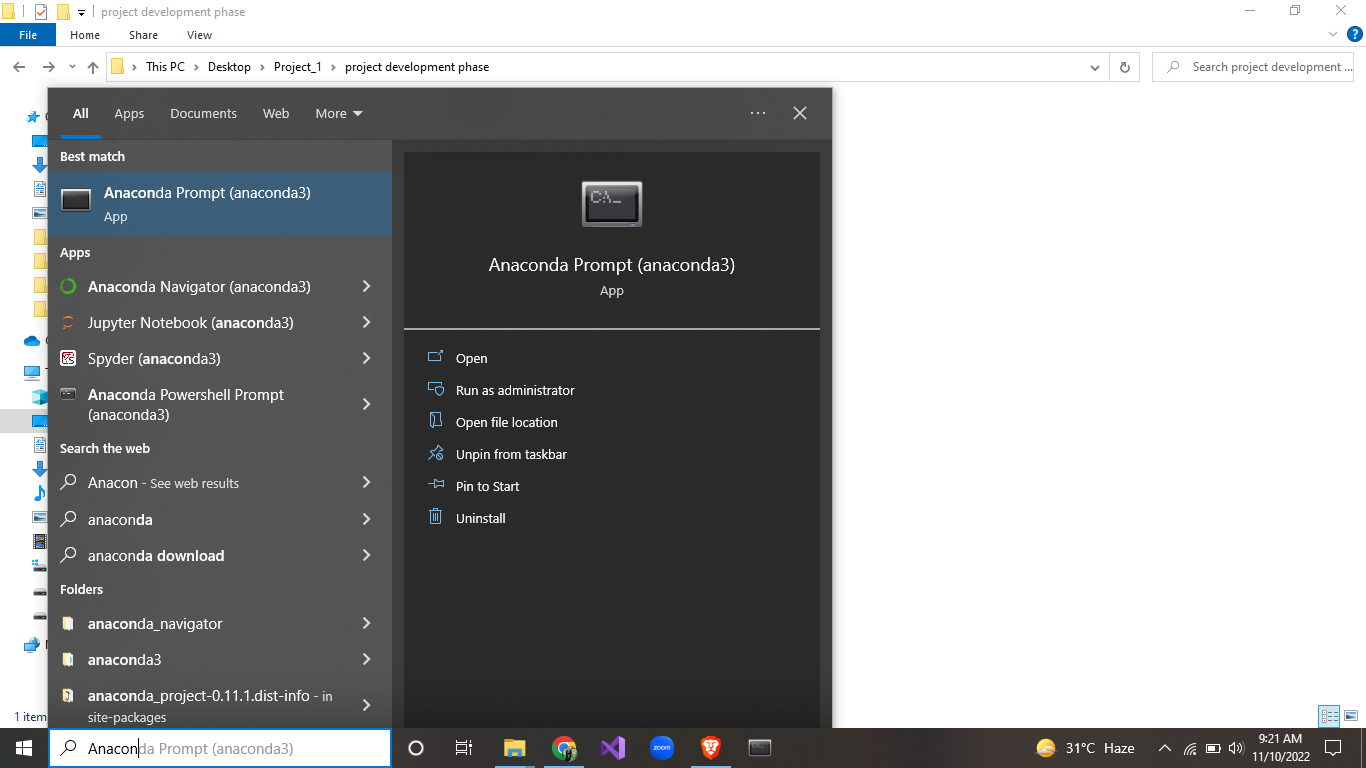 project development phase
File Home Share View
This PC Desktop Project_1 project development phase
Search project development ...
All Apps Documents Web More
Best match
Anaconda Prompt (anaconda3)
App
Apps
Anaconda Navigator (anaconda3)
Jupyter Notebook (anaconda3)
Spyder (anaconda3)
Anaconda Powershell Prompt
(anaconda3)
Search the web
Anacon - See web results
anaconda
anaconda download
Folders
anaconda_navigator
anaconda3
anaconda_project-0.11.1.dist-info - in
site-packages
C:\_
Anaconda Prompt (anaconda3)
App
Open
Run as administrator
Open file location
Unpin from taskbar
Pin to Start
Uninstall
1 item
Anaconda Prompt (anaconda3)
zoom
31°C Haze
9:21 AM
11/10/2022